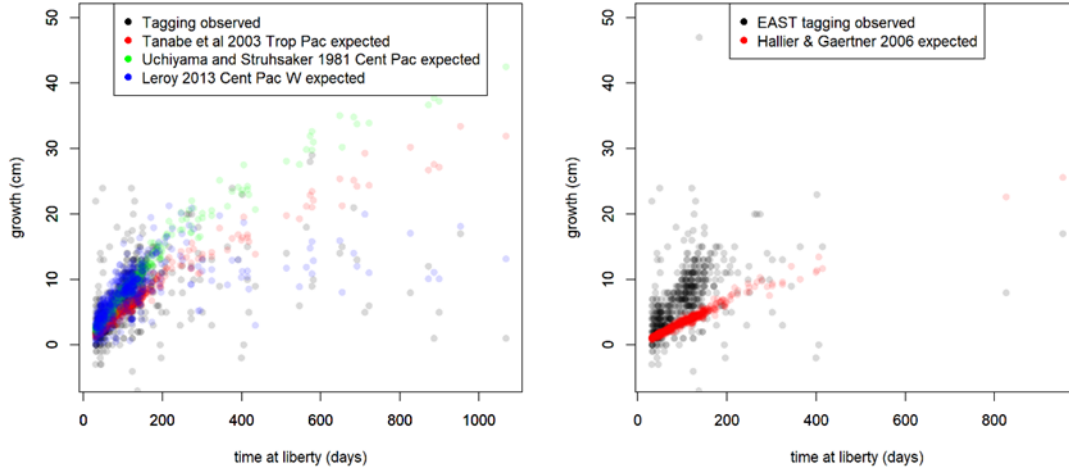 Tagging observed
Tanabe et al 2003 Trop Pac expected
Uchiyama and Struhsaker 1981 Cent Pac expected
Leroy 2013 Cent Pac W expected
growth (cm)
50
40
30
20
10
0
0 200 400 600 800 1000
time at liberty (days)
EAST tagging observed
Hallier & Gaertner 2006 expected
growth (cm)
50
40
30
20
10
0
0 200 400 600 800
time at liberty (days)